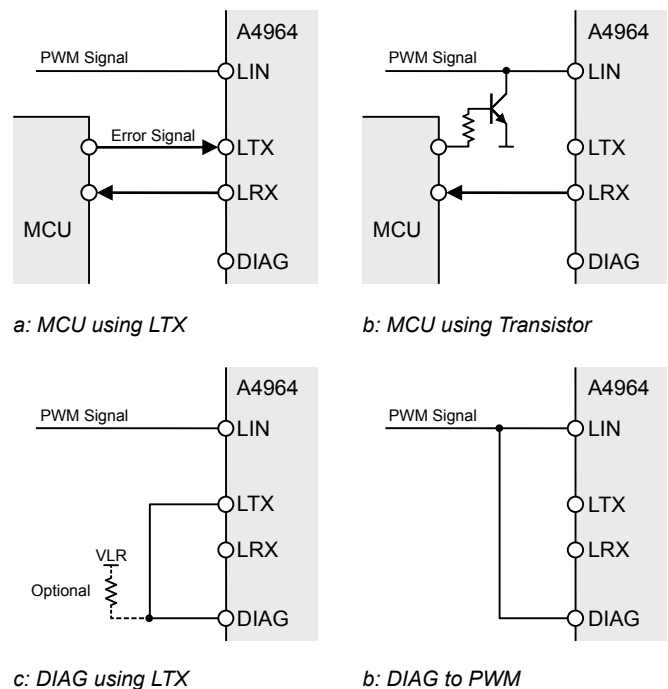 A4964
PWM Signal
LIN
Error Signal
LTX
LRX
MCU
DIAG
a: MCU using LTX
A4964
PWM Signal
LIN
LTX
LRX
MCU
DIAG
b: MCU using Transistor
A4964
PWM Signal
LIN
LTX
VLR
LRX
Optional
DIAG
c: DIAG using LTX
A4964
PWM Signal
LIN
LTX
LRX
DIAG
b: DIAG to PWM